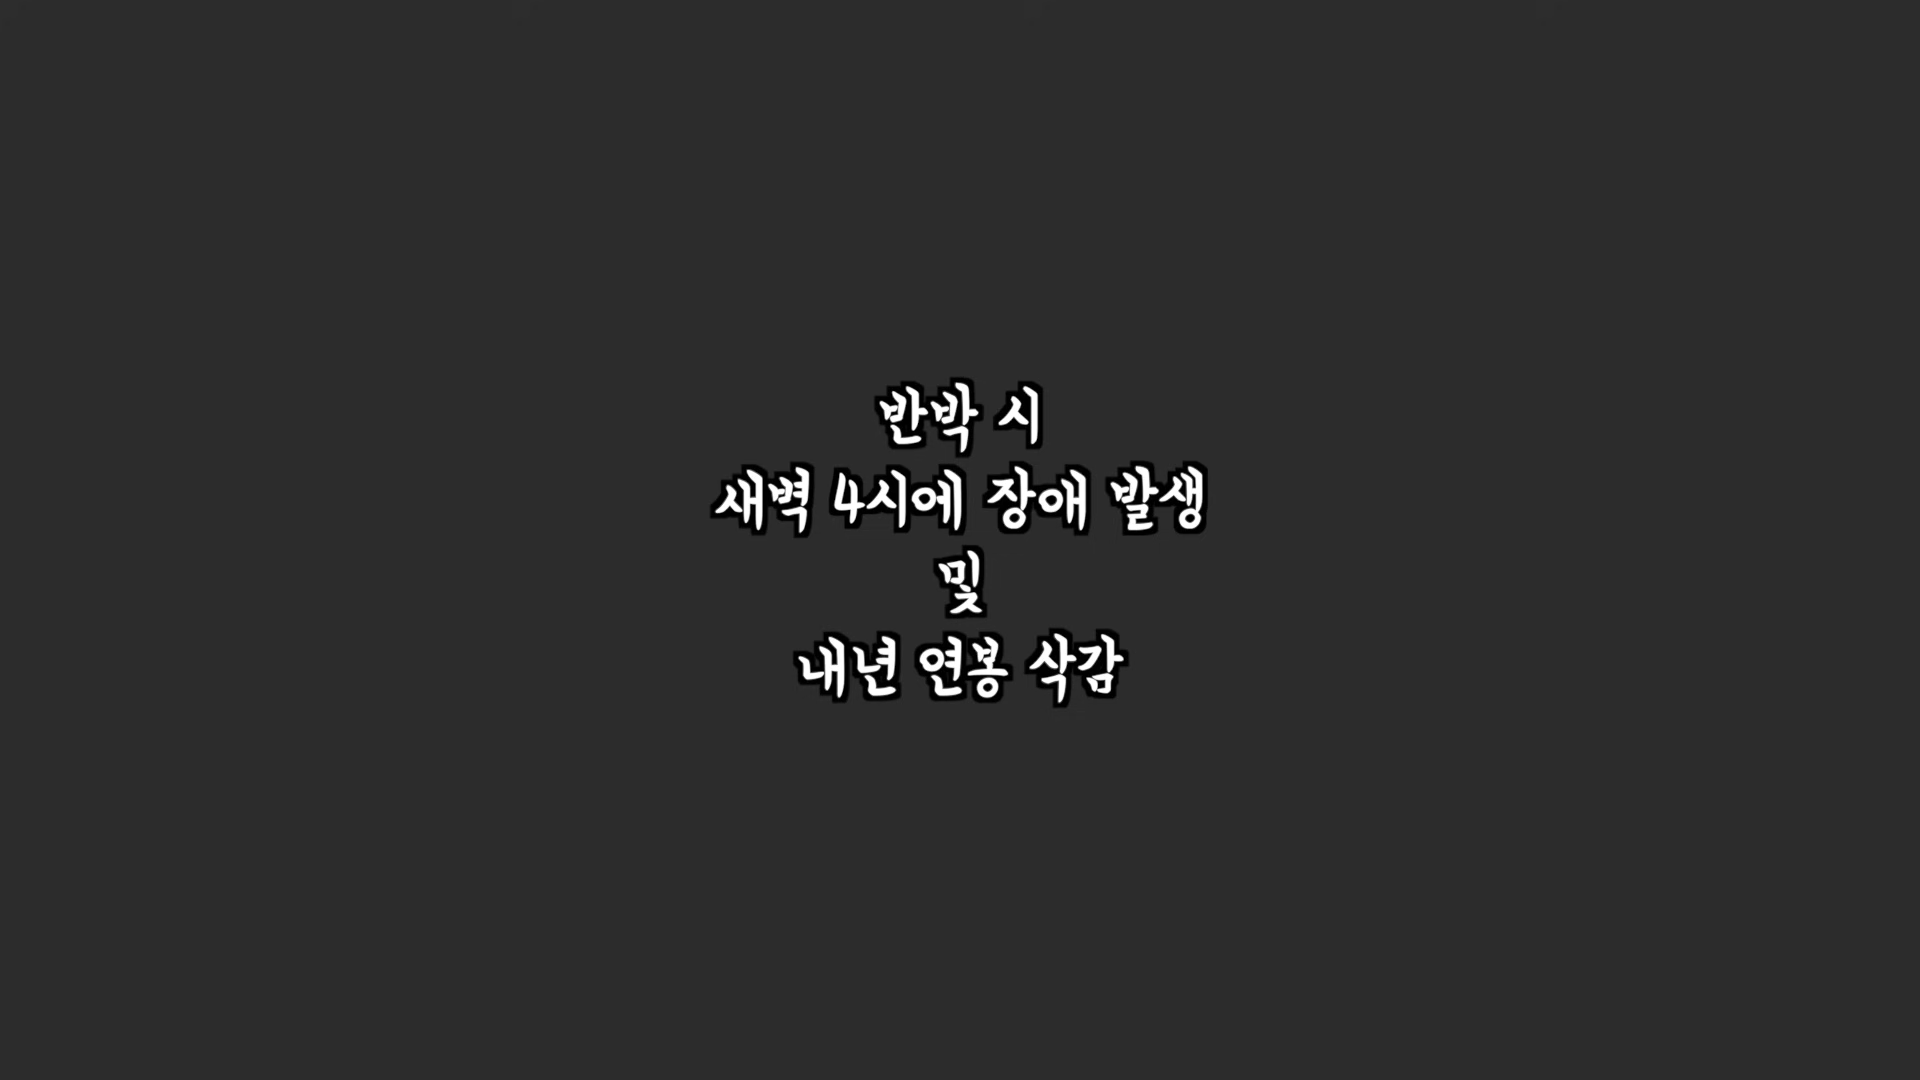 반박 시
새벽 4시에 장애 발생
및
내년 연봉 삭감